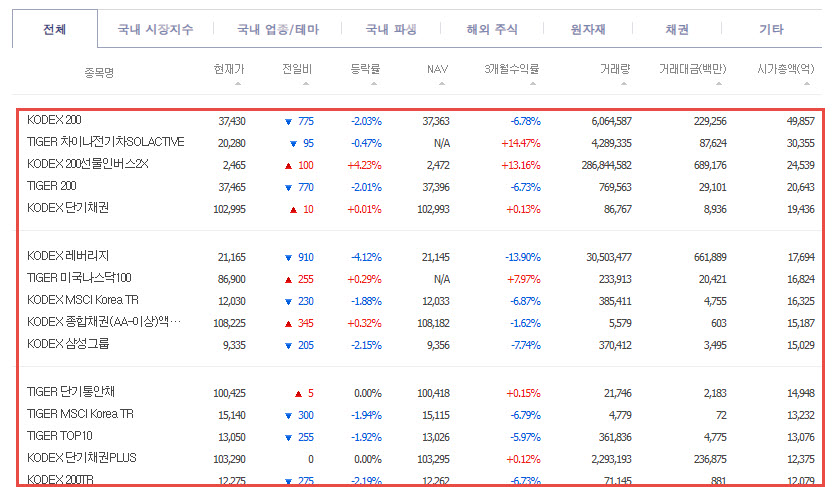 전체 국내 시장지수 국내 업종/테마 국내 파생 해외 주식 원자재 채권 기타
종목명 현재가 전일비 등락률 NAV 3개월수익률 거래량 거래대금(백만) 시가총액(억)
KODEX 200 37,430 ▼ 775 -2.03% 37,363 -6.78% 6,064,587 229,256 49,857
TIGER 차이나전기차SOLACTIVE 20,280 ▼ 95 -0.47% N/A +14.47% 4,289,335 87,624 30,355
KODEX 200선물인버스2X 2,465 ▲ 100 +4.23% 2,472 +13.16% 286,844,582 689,176 24,539
TIGER 200 37,465 ▼ 770 -2.01% 37,396 -6.73% 769,563 29,101 20,643
KODEX 단기채권 102,995 ▲ 10 +0.01% 102,993 +0.13% 86,767 8,936 19,436
KODEX 레버리지 21,165 ▼ 910 -4.12% 21,145 -13.90% 30,503,477 661,889 17,694
TIGER 미국나스닥100 86,900 ▲ 255 +0.29% N/A +7.97% 233,913 20,421 16,824
KODEX MSCI Korea TR 12,030 ▼ 230 -1.88% 12,033 -6.87% 385,411 4,755 16,325
KODEX 종합채권(AA-이상)액… 108,225 ▲ 345 +0.32% 108,182 -1.62% 5,579 603 15,187
KODEX 삼성그룹 9,335 ▼ 205 -2.15% 9,356 -7.74% 370,412 3,495 15,029
TIGER 단기통안채 100,425 ▲ 5 0.00% 100,418 +0.15% 21,746 2,183 14,948
TIGER MSCI Korea TR 15,140 ▼ 300 -1.94% 15,115 -6.79% 4,779 72 13,232
TIGER TOP10 13,050 ▼ 255 -1.92% 13,026 -5.97% 361,836 4,775 13,076
KODEX 단기채권PLUS 103,290 0 0.00% 103,295 +0.12% 2,293,193 236,875 12,375
KODEX 200TR 12,275 ▼ 275 -2.19% 12,262 -6.73% 71,145 881 12,079